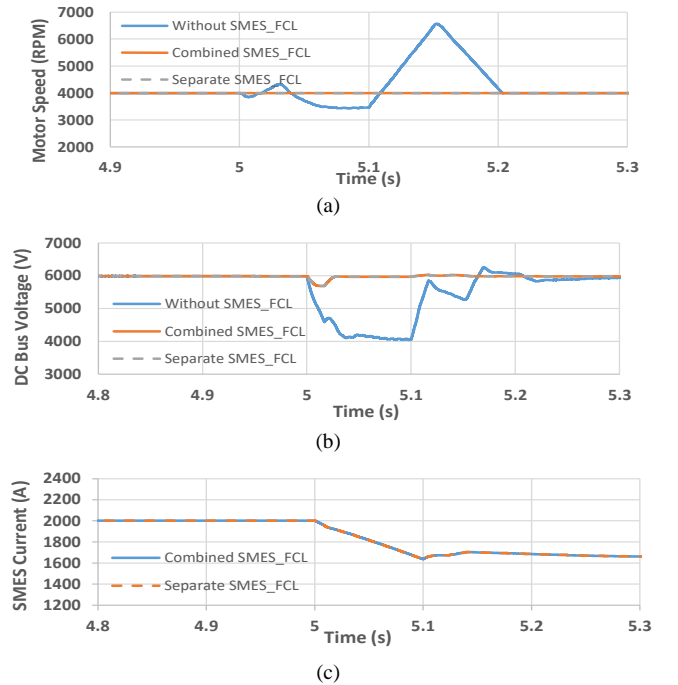 Motor Speed (RPM)
7000
6000
5000
4000
3000
2000
Without SMES_FCL
Combined SMES_FCL
Separate SMES_FCL
4.9
5
5.1
5.2
5.3
Time (s)
(a)
DC Bus Voltage (V)
7000
6000
5000
4000
3000
Without SMES_FCL
Combined SMES_FCL
Separate SMES_FCL
4.8
4.9
5
5.1
5.2
5.3
Time (s)
(b)
SMES Current (A)
2400
2200
2000
1800
1600
1400
1200
Combined SMES_FCL
Separate SMES_FCL
4.8
4.9
5
5.1
5.2
5.3
Time (s)
(c)